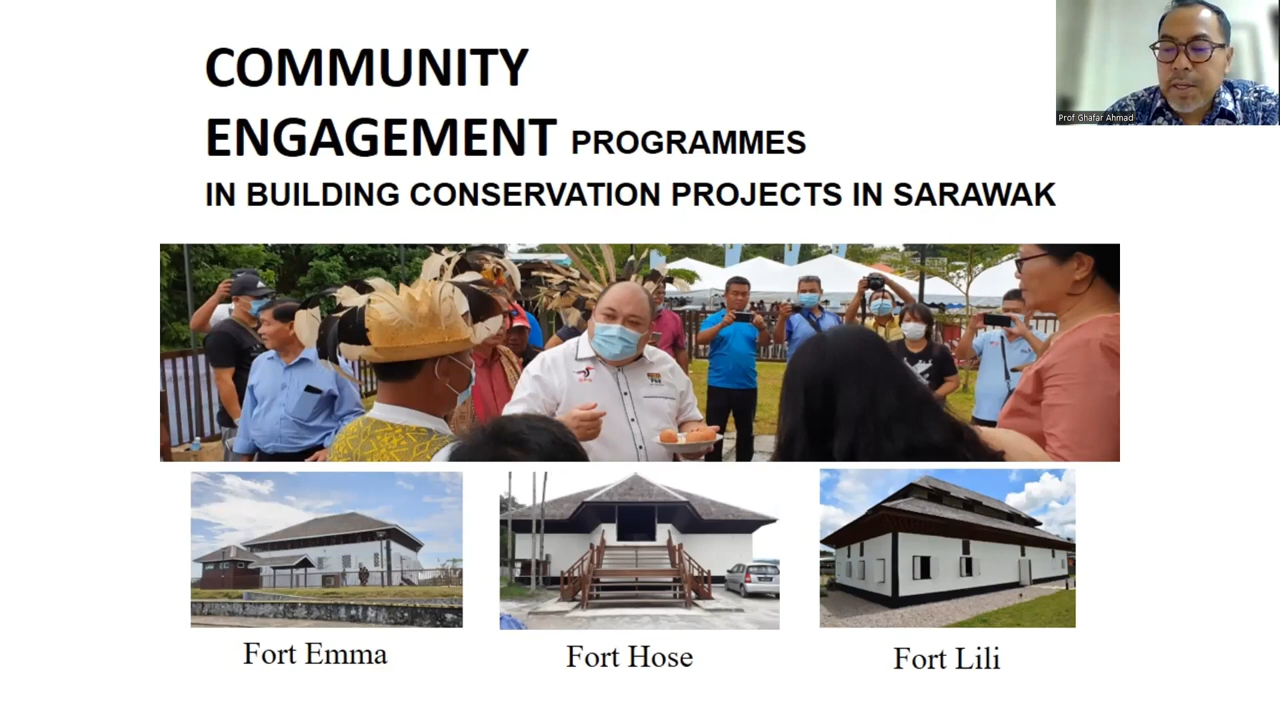 COMMUNITY
ENGAGEMENT PROGRAMMES
IN BUILDING CONSERVATION PROJECTS IN SARAWAK
Prof Ghafar Ahmad
Fort Emma
Fort Hose
Fort Lili